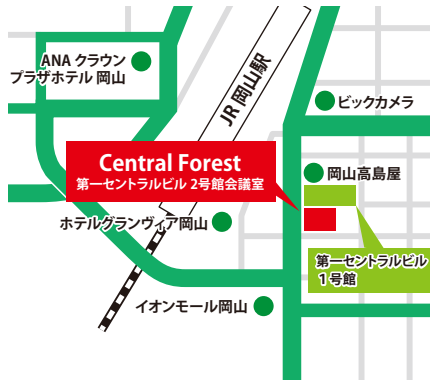 ANA クラウン
プラザホテル 岡山
JR 岡山駅
ビックカメラ
Central Forest
第一セントラルビル 2号館会議室
岡山高島屋
ホテルグランヴィア岡山
第一セントラルビル
1 号館
イオンモール岡山